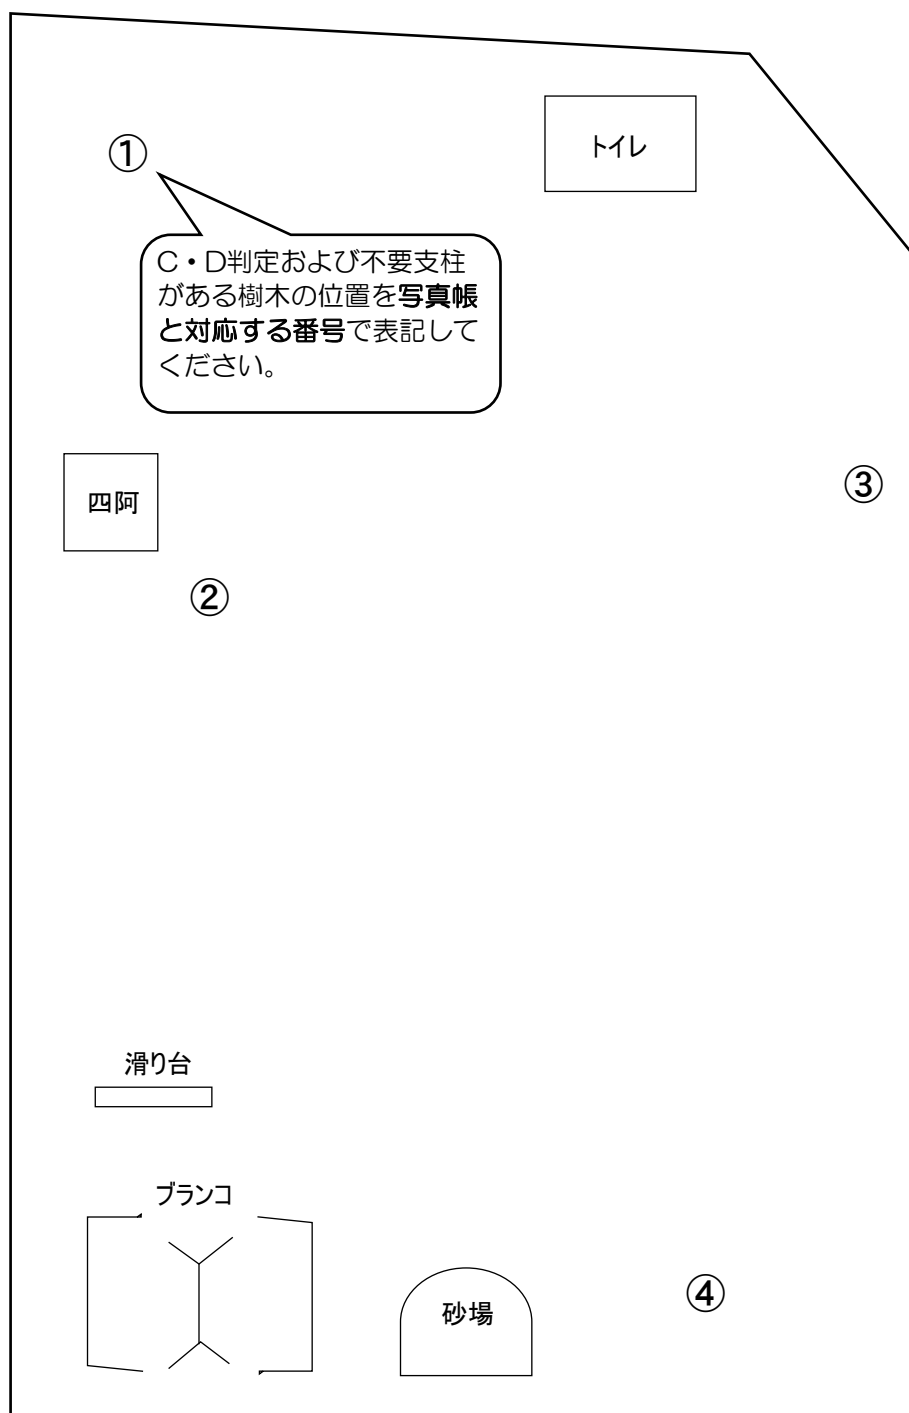 トイレ
①
C・D判定および不要支柱
がある樹木の位置を写真帳
と対応する番号で表記して
ください。
四阿
③
②
滑り台
ブランコ
砂場
④